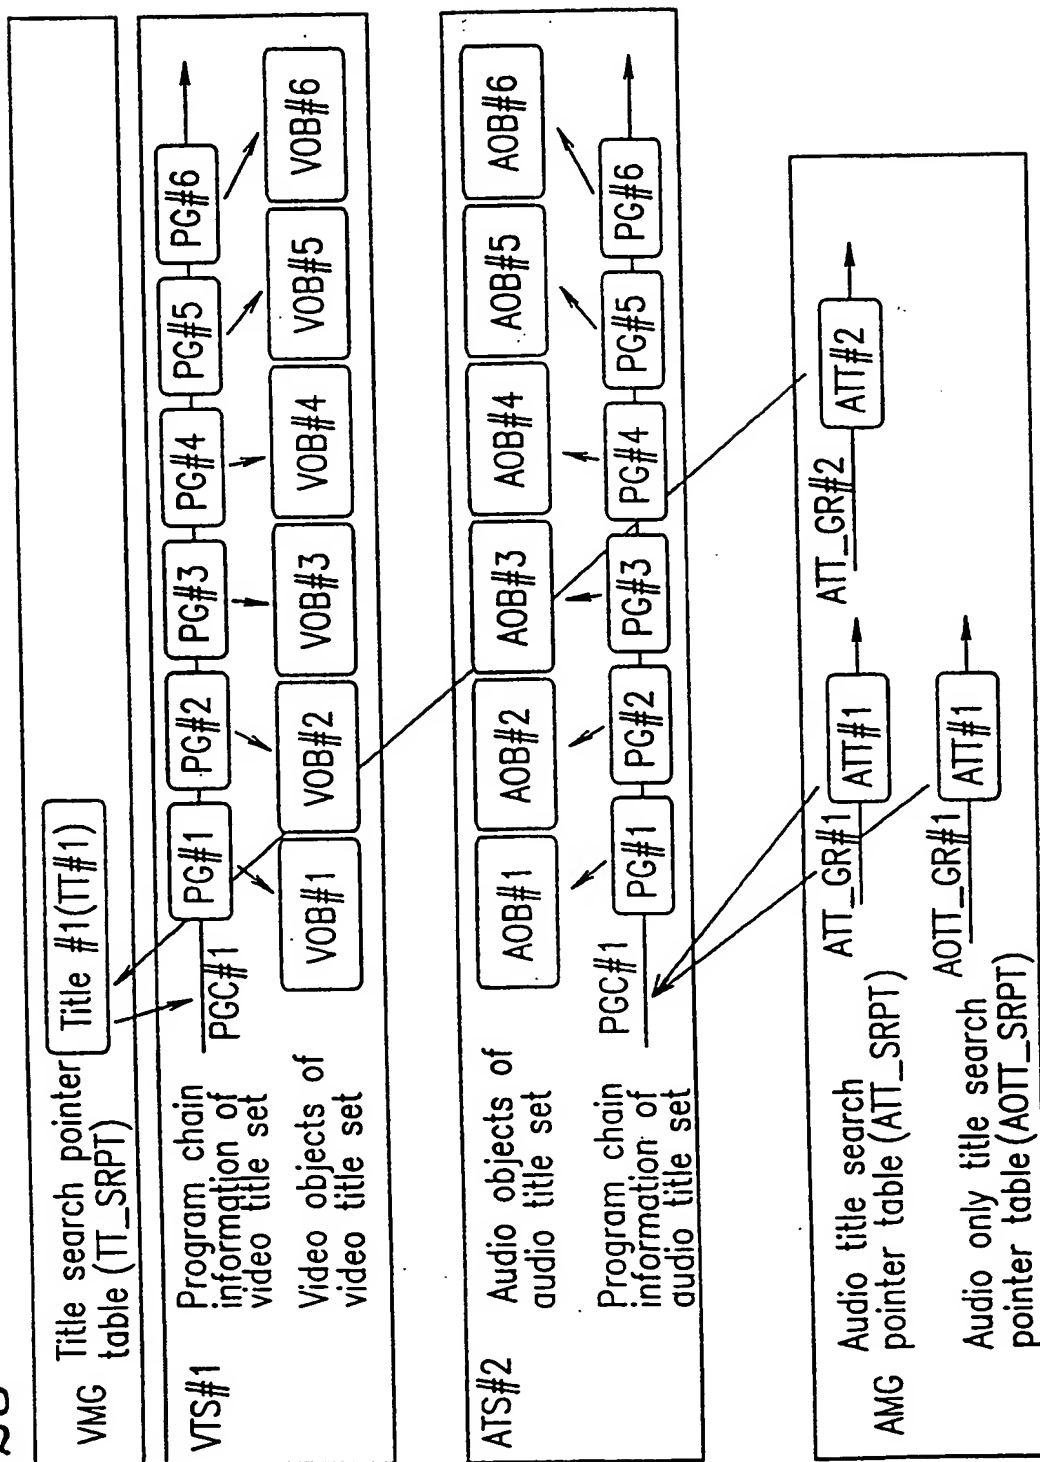 VMG
Title search pointer
table (TT_SRPT)
Title #1(TT#1)
VTS#1
Program chain
information of
video title set
PGC#1
PG#1
PG#2
PG#3
PG#4
PG#5
PG#6
Video objects of
video title set
VOB#1
VOB#2
VOB#3
VOB#4
VOB#5
VOB#6
ATS#2
Audio objects of
audio title set
AOB#1
AOB#2
AOB#3
AOB#4
AOB#5
AOB#6
Program chain
information of
audio title set
PGC#1
PG#1
PG#2
PG#3
PG#4
PG#5
PG#6
AMG
Audio title search
pointer table (ATT_SRPT)
ATT_GR#1
ATT#1
ATT_GR#2
ATT#2
Audio only title search
pointer table (AOTT_SRPT)
AOTT_GR#1
ATT#1